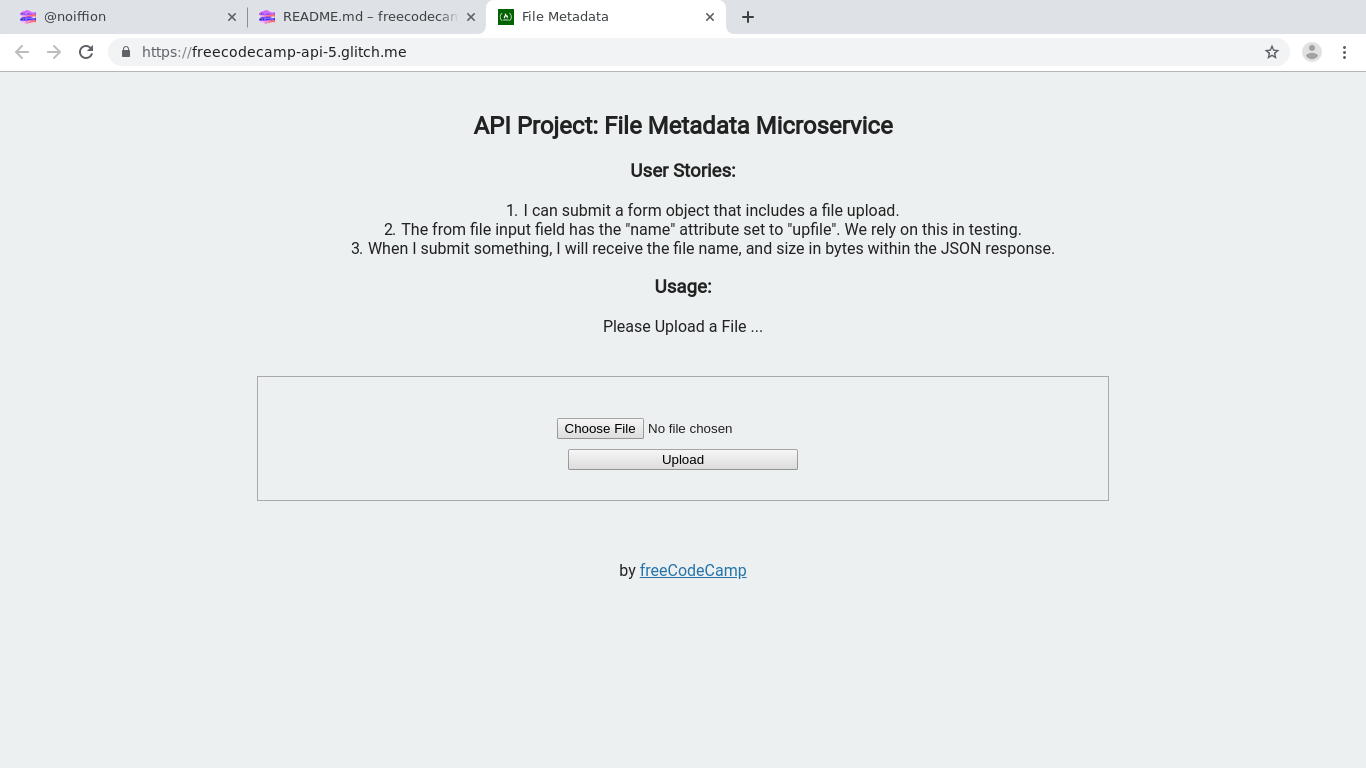 @noiffion
README.md – freecodecan
File Metadata
https://freecodecamp-api-5.glitch.me
API Project: File Metadata Microservice
User Stories:
1. I can submit a form object that includes a file upload.
2. The from file input field has the "name" attribute set to "upfile". We rely on this in testing.
3. When I submit something, I will receive the file name, and size in bytes within the JSON response.
Usage:
Please Upload a File ...
Choose File No file chosen
Upload
by freeCodeCamp